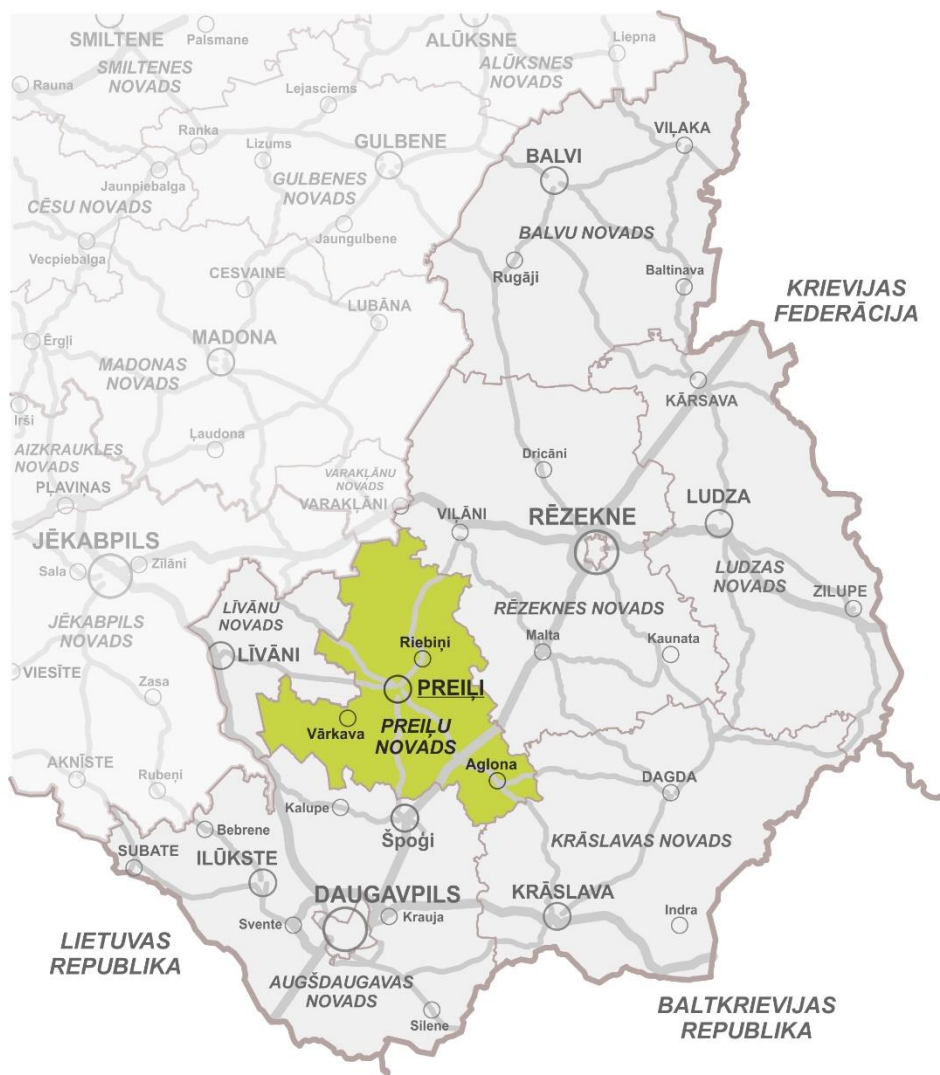 SMILTENE
Palsmane
ALŪKSNE
Liepna
SMILTENES
NOVADS
ALŪKSNES
NOVADS
Rauna
Lejasciems
Ranka
Lizums
GULBENE
VIĻAKA
BALVI
Jaunpiebalga
GULBENES
NOVADS
CĒSU NOVADS
Jaungulbene
BALVU NOVADS
Vecpiebalga
CESVAINE
Rugāji
Baltinava
LUBĀNA
KRIEVIJAS
FEDERĀCIJA
Ērgļi
MADONA
MADONAS
NOVADS
KĀRSAVA
Irši
Ļaudona
AIZKRAUKLES
NOVADS
Dricāni
VARAKĻĀNU
NOVADS
PĻAVIŅAS
VARAKĻĀNI
VIĻĀNI
RĒZEKNE
LUDZA
JĒKABPILS
Sala
Zīlāni
LUDZAS
NOVADS
ZILUPE
LĪVĀNU
NOVADS
RĒZEKNES NOVADS
JĒKABPILS
NOVADS
Riebiņi
Malta
Kaunata
LĪVĀNI
VIESĪTE
PREIĻI
Zasa
Vārkava
PREIĻU
NOVADS
AKNĪSTE
Rubeņi
Aglona
DAGDA
Kalupe
Špoģi
Bebrene
KRĀSLAVAS NOVADS
SUBATE
ILŪKSTE
DAUGAVPILS
KRĀSLAVA
Svente
Krauja
Indra
LIETUVAS
REPUBLIKA
AUGŠDAUGAVAS
NOVADS
BALTKRIEVIJAS
REPUBLIKA
Silene